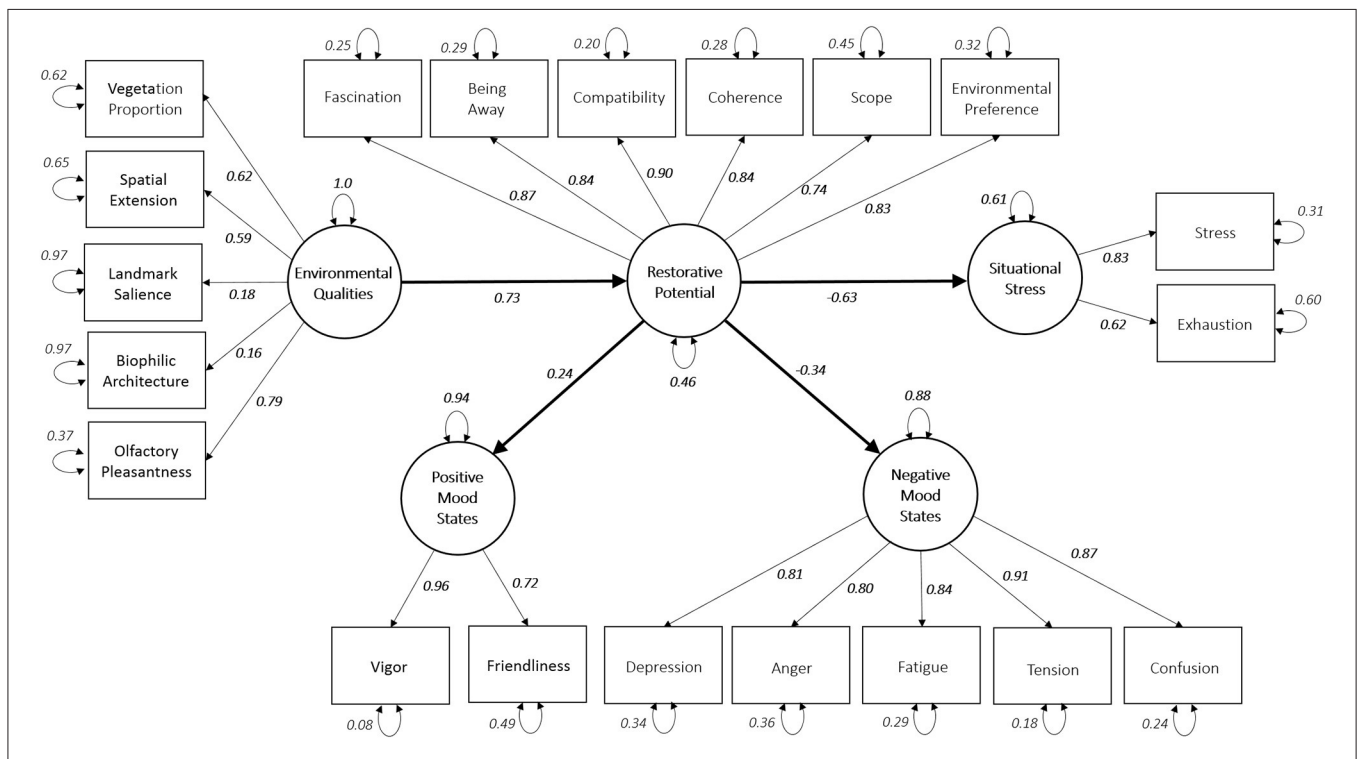 0.25
0.29
0.20
0.28
0.45
0.32
Fascination
Being
Away
Compatibility
Coherence
Scope
Environmental
Preference
0.87
0.84
0.90
0.84
0.74
0.83
0.62
Vegetation
Proportion
0.65
Spatial
Extension
0.97
Landmark
Salience
0.97
Biophilic
Architecture
0.37
Olfactory
Pleasantness
0.62
0.59
0.18
0.16
0.79
1.0
Environmental
Qualities
0.73
Restorative
Potential
0.46
-0.63
0.61
Situational
Stress
0.83
0.62
Stress
0.31
Exhaustion
0.60
0.24
-0.34
0.94
Positive
Mood
States
0.96
0.72
Vigor
Friendliness
0.08
0.49
0.88
Negative
Mood
States
0.81
0.80
0.84
0.91
0.87
Depression
Anger
Fatigue
Tension
Confusion
0.34
0.36
0.29
0.18
0.24